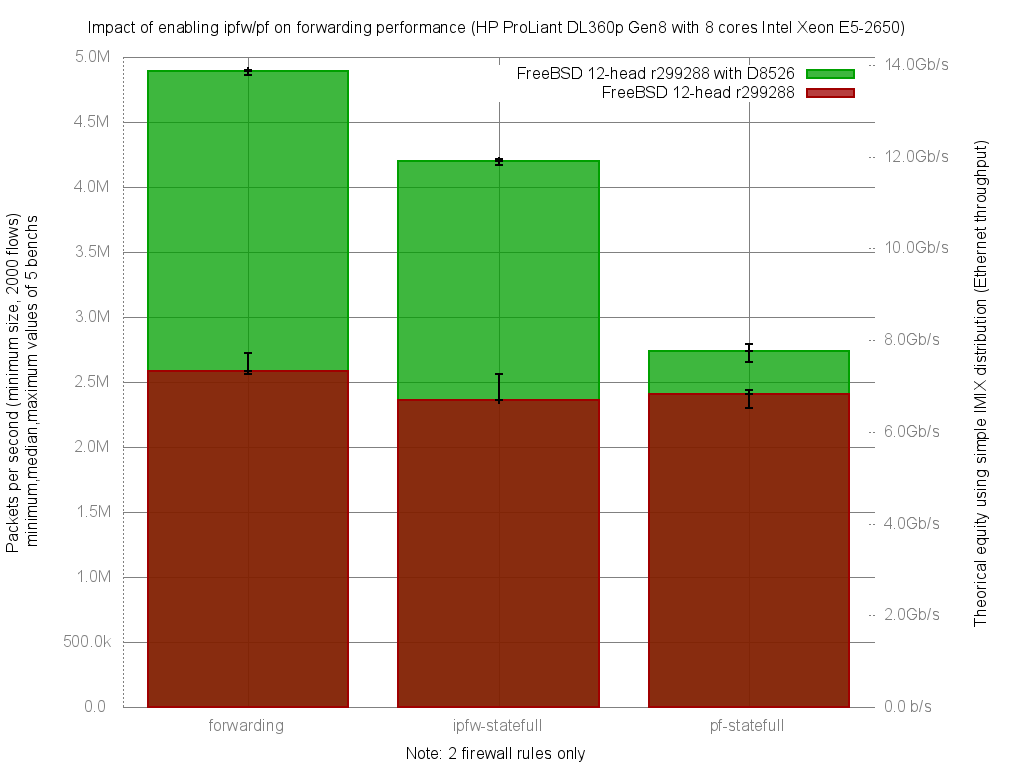 Impact of enabling ipfw/pf on forwarding performance (HP ProLiant DL360p Gen8 with 8 cores Intel Xeon E5-2650)
FreeBSD 12-head r299288 with D8526
FreeBSD 12-head r299288
Packets per second (minimum size, 2000 flows)
minimum,median,maximum values of 5 benchs
5.0M
4.5M
4.0M
3.5M
3.0M
2.5M
2.0M
1.5M
1.0M
500.0k
0.0
14.0Gb/s
12.0Gb/s
10.0Gb/s
8.0Gb/s
6.0Gb/s
4.0Gb/s
2.0Gb/s
0.0 b/s
Theorical equity using simple IMIX distribution (Ethernet throughput)
forwarding
ipfw-statefull
pf-statefull
Note: 2 firewall rules only